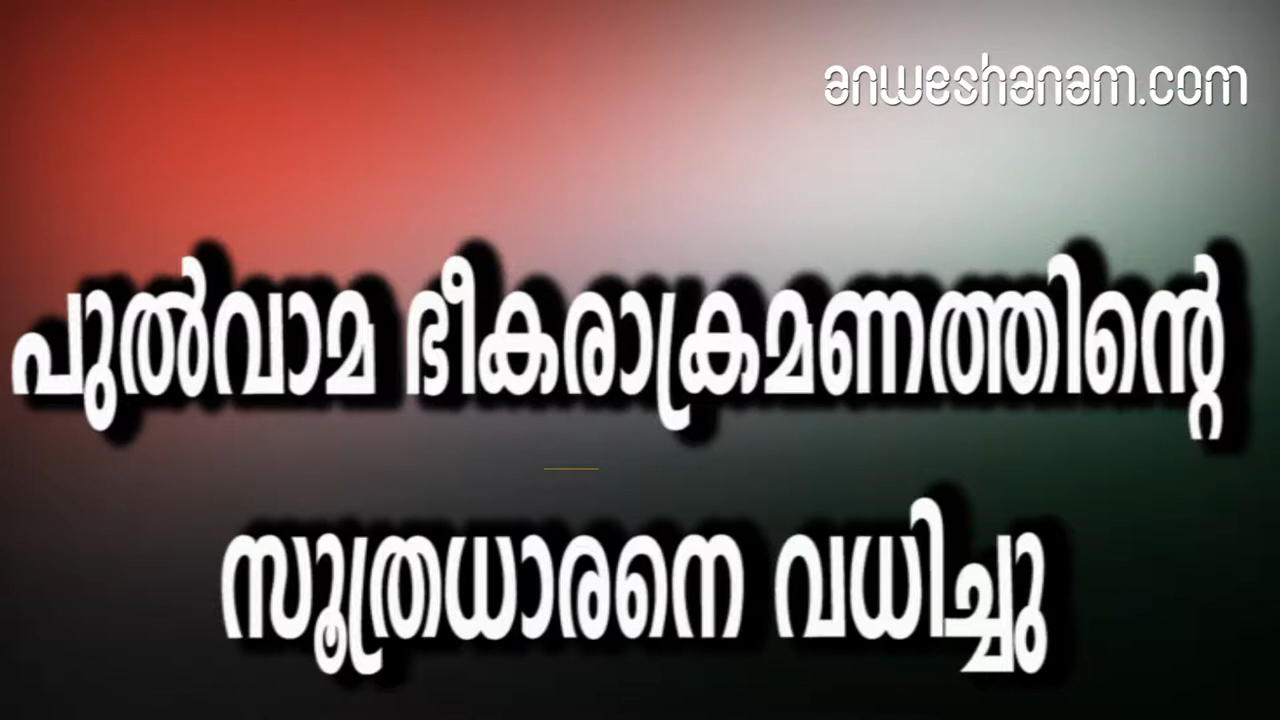 anweshanam.com
പുൽവാമ ഭീകരാക്രമണത്തിന്റെ
സൂത്രധാരനെ വധിച്ചു